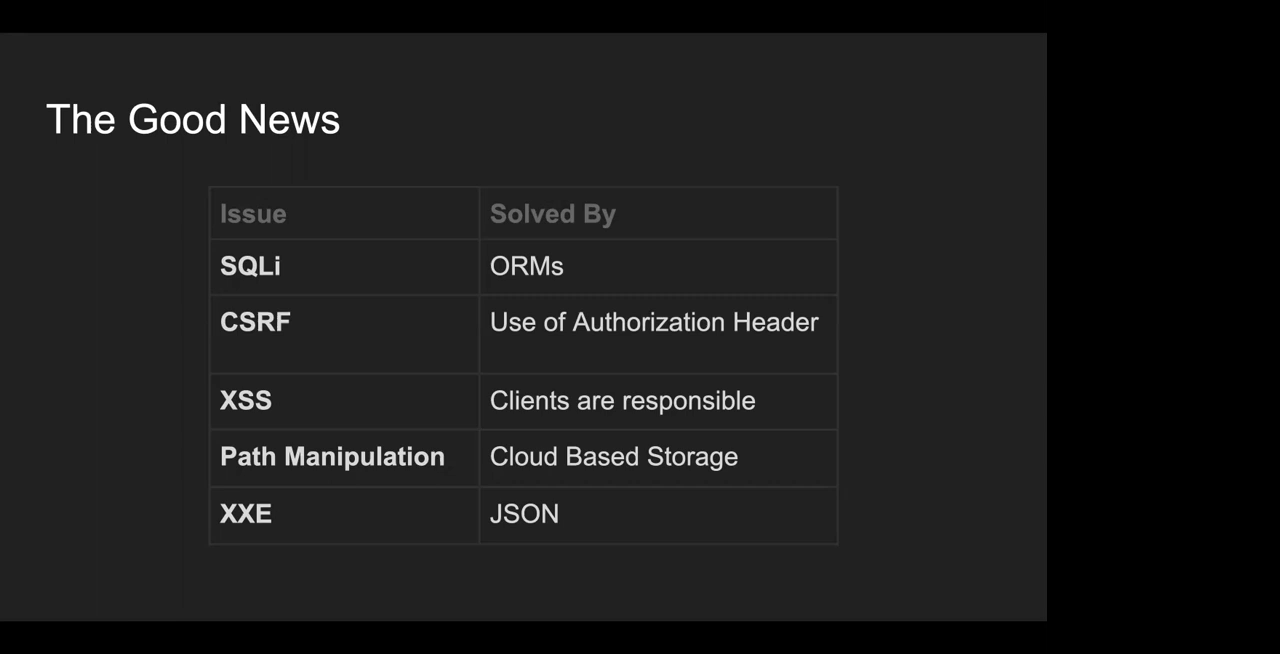 The Good News
Issue Solved By
SQLi ORMs
CSRF Use of Authorization Header
XSS Clients are responsible
Path Manipulation Cloud Based Storage
XXE JSON